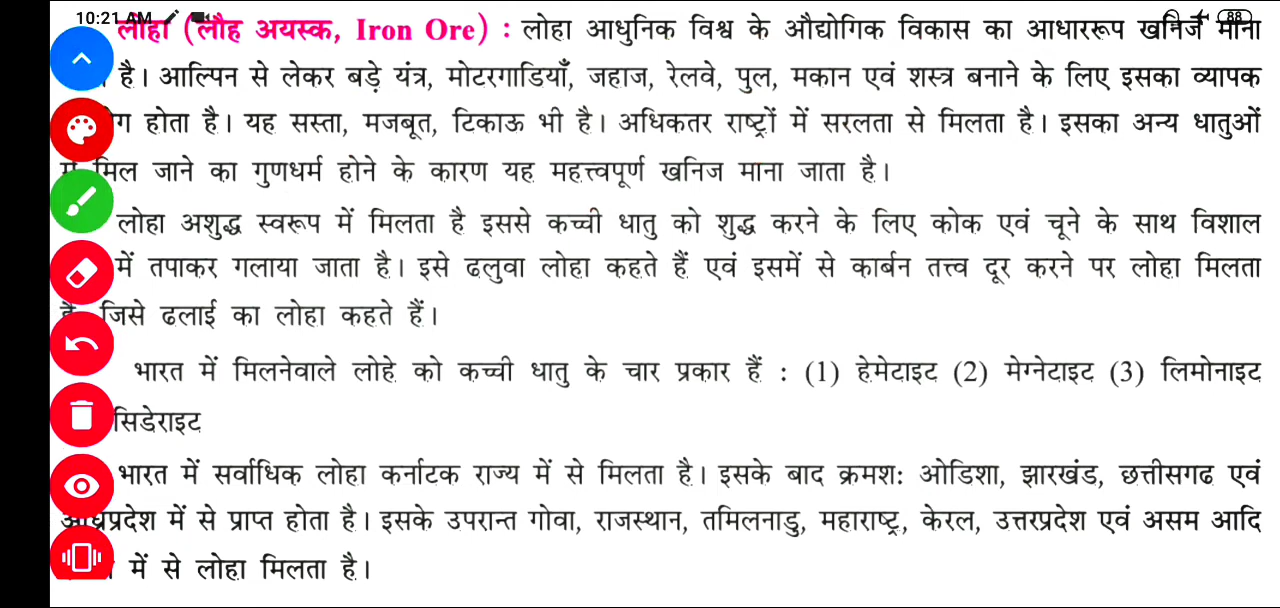 10:21 AM 88
लोहा (लौह अयस्क, Iron Ore) : लोहा आधुनिक विश्व के औद्योगिक विकास का आधाररूप खनिज माना
है। आल्पिन से लेकर बड़े यंत्र, मोटरगाडियाँ, जहाज, रेलवे, पुल, मकान एवं शस्त्र बनाने के लिए इसका व्यापक
होता है। यह सस्ता, मजबूत, टिकाऊ भी है। अधिकतर राष्ट्रों में सरलता से मिलता है। इसका अन्य धातुओं
मिल जाने का गुणधर्म होने के कारण यह महत्त्वपूर्ण खनिज माना जाता है।
लोहा अशुद्ध स्वरूप में मिलता है इससे कच्ची धातु को शुद्ध करने के लिए कोक एवं चूने के साथ विशाल
में तपाकर गलाया जाता है। इसे ढलुवा लोहा कहते हैं एवं इसमें से कार्बन तत्त्व दूर करने पर लोहा मिलता
जिसे ढलाई का लोहा कहते हैं।
भारत में मिलनेवाले लोहे को कच्ची धातु के चार प्रकार हैं : (1) हेमेटाइट (2) मेग्नेटाइट (3) लिमोनाइट
सिडेराइट
भारत में सर्वाधिक लोहा कर्नाटक राज्य में से मिलता है। इसके बाद क्रमश: ओडिशा, झारखंड, छत्तीसगढ एवं
में से प्राप्त होता है। इसके उपरान्त गोवा, राजस्थान, तमिलनाडु, महाराष्ट्र, केरल, उत्तरप्रदेश एवं असम आदि
में से लोहा मिलता है।